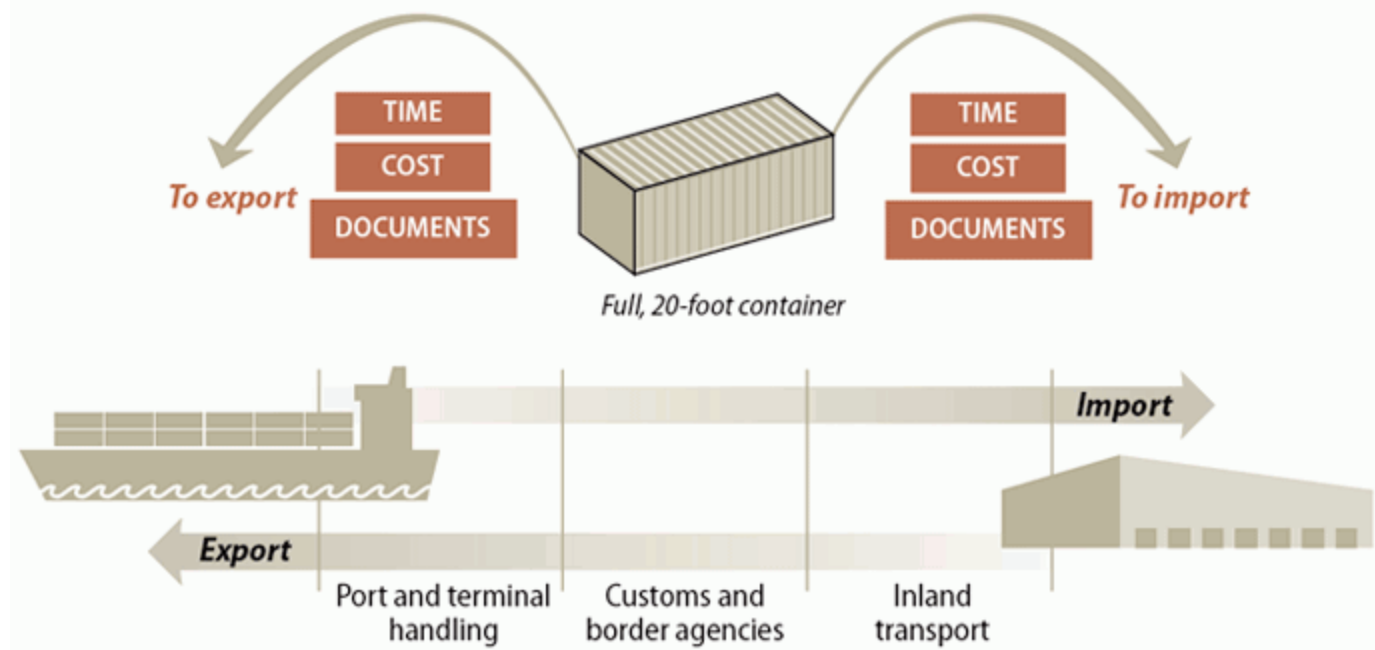 TIME
COST
DOCUMENTS
To export
TIME
COST
DOCUMENTS
To import
Full, 20-foot container
Import
Export
Port and terminal
handling
Customs and
border agencies
Inland
transport